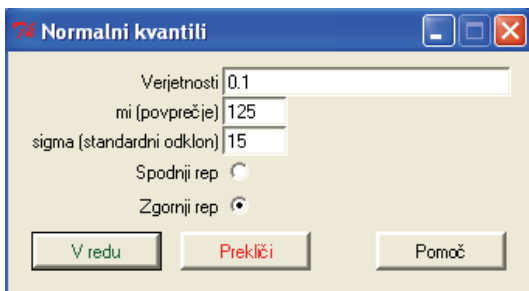 Normalni kvantili
Verjetnosti 0.1
mi (povprečje) 125
sigma (standardni odklon) 15
Spodnji rep
Zgornji rep
V redu Prekliči Pomoč